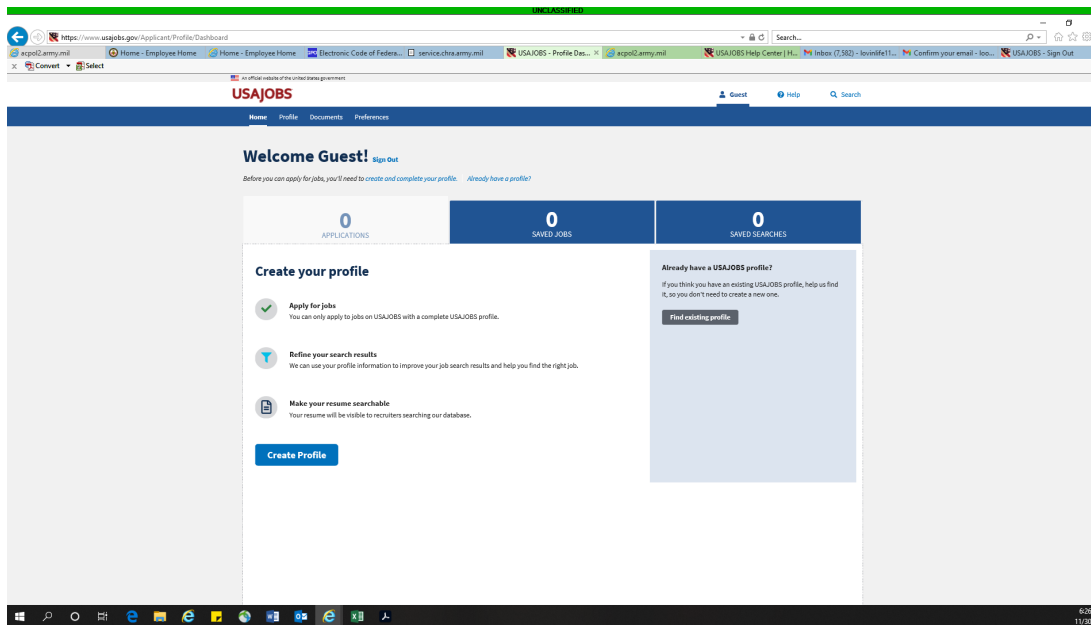 UNCLASSIFIED
https://www.usajobs.gov/Applicant/Profile/Dashboard
Search...
acpol2.army.mil
Home - Employee Home
Home - Employee Home
Electronic Code of Federa...
service.chra.army.mil
USAJOBS - Profile Das...
acpol2.army.mil
USAJOBS Help Center | H...
Inbox (7,582) - lovinlife11...
Confirm your email - loo...
USAJOBS - Sign Out
x Convert Select
An official website of the United States government
USAJOBS
Guest Help Search
Home Profile Documents Preferences
Welcome Guest! Sign Out
Before you can apply for jobs, you'll need to create and complete your profile. Already have a profile?
0
APPLICATIONS
0
SAVED JOBS
0
SAVED SEARCHES
Create your profile
Apply for jobs
You can only apply to jobs on USAJOBS with a complete USAJOBS profile.
Refine your search results
We can use your profile information to improve your job search results and help you find the right job.
Make your resume searchable
Your resume will be visible to recruiters searching our database.
Create Profile
Already have a USAJOBS profile?
If you think you have an existing USAJOBS profile, help us find
it, so you don't need to create a new one.
Find existing profile
6:26